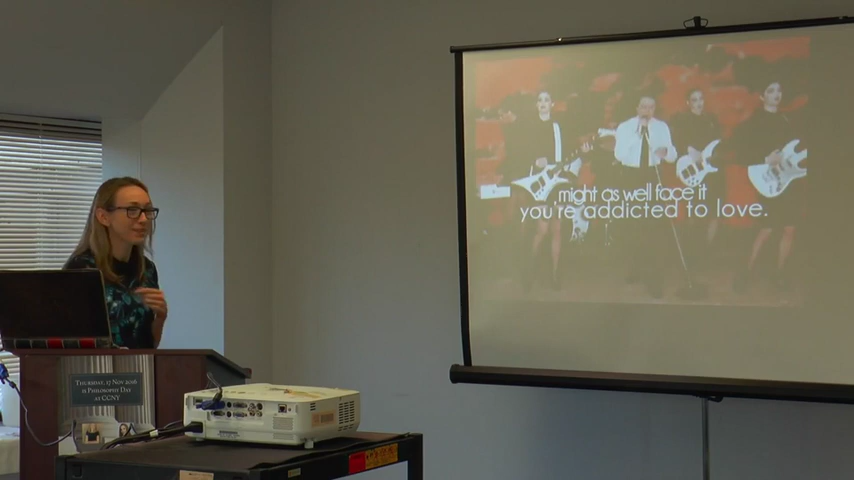 might as well face it
you're addicted to love.
Thursday, 17 Nov 2016
is Philosophy Day
at CCNY